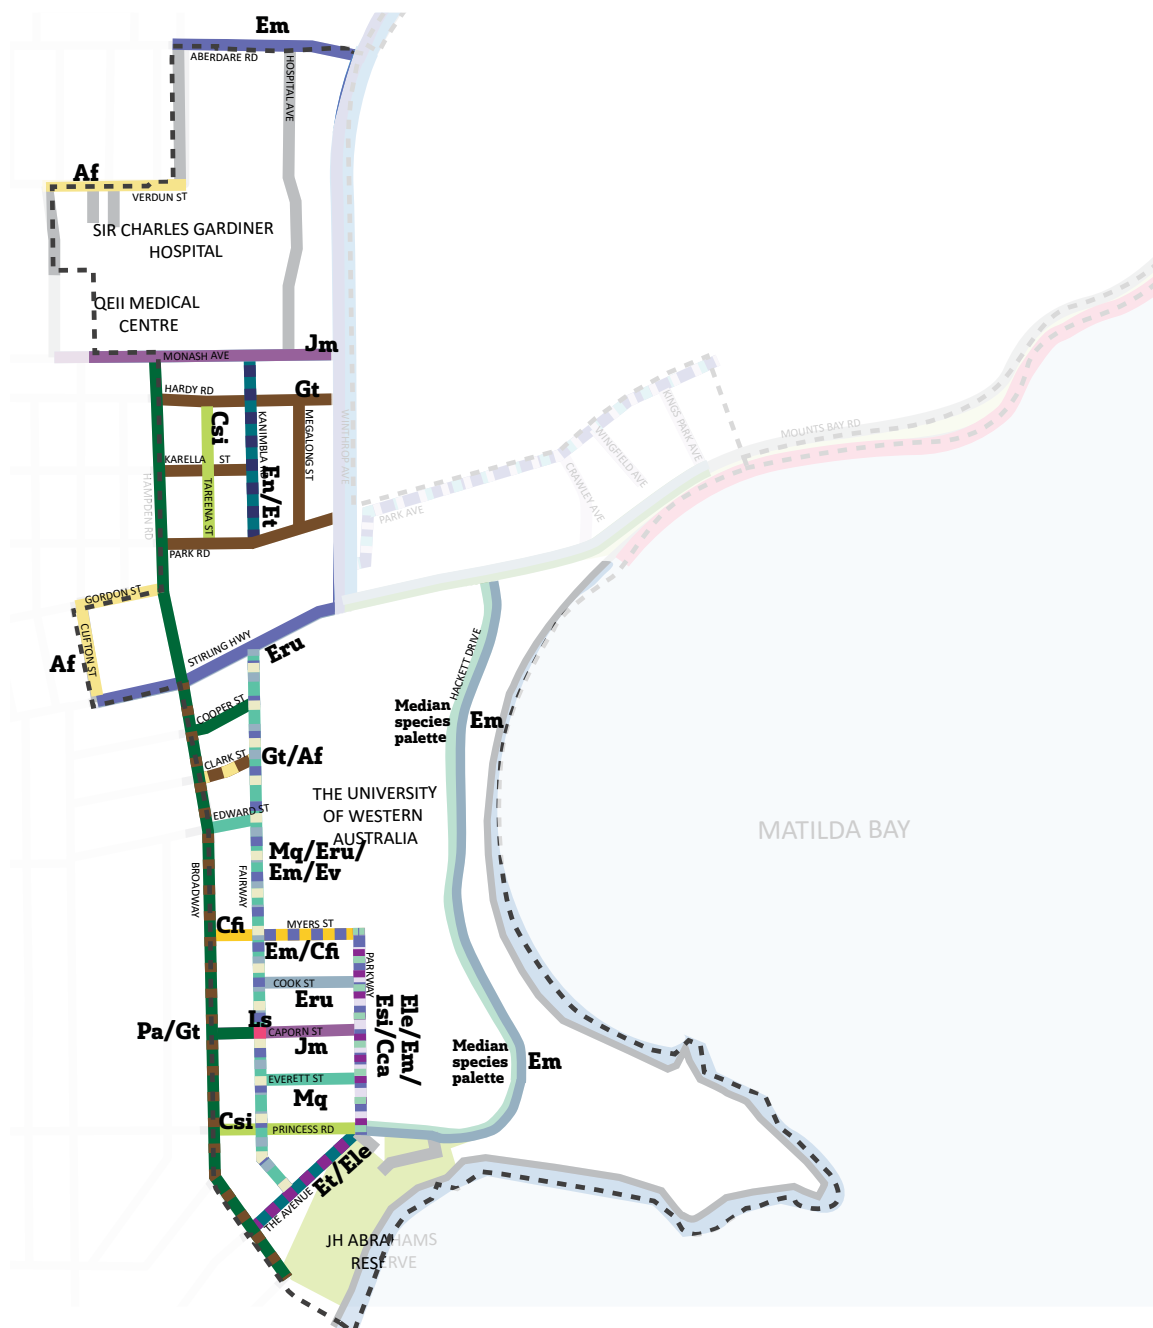 Em
ABERDARE RD
HOSPITAL AVE
Af
VERDUN ST
SIR CHARLES GARDINER
HOSPITAL
QEII MEDICAL
CENTRE
Jm
MONASH AVE
HARDY RD
Gt
Csi
KANIMBLA RD
MEGALONG ST
WINTHROP AVE
KINGS PARK AVE
WINGFIELD AVE
MOUNTS BAY RD
KARELLA ST
En/Et
TAREENA ST
CRAWLEY AVE
HAMPDEN RD
PARK AVE
PARK RD
GORDON ST
CLIFTON ST
Af
STIRLING HWY
Eru
HACKETT DRIVE
COOPER ST
Median
species
palette
Em
CLARK ST
Gt/Af
THE UNIVERSITY
OF WESTERN
AUSTRALIA
EDWARD ST
MATILDA BAY
Mq/Eru/
Em/Ev
BROADWAY
FAIRWAY
Cfi
MYERS ST
Em/Cfi
PARKWAY
COOK ST
Eru
Ele/Em/
Esi/Cca
Ls
Pa/Gt
CAPORN ST
Jm
Median
species
palette
Em
EVERETT ST
Mq
Csi
PRINCESS RD
Et/Ele
THE AVENUE
JH ABRAHAMS
RESERVE